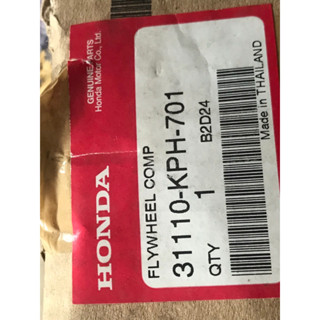 GENUINE PARTS
Honda Motor Co., Ltd.
HONDA
FLYWHEEL COMP
31110-KPH-701
B2D24
QTY 1
Made in THAILAND